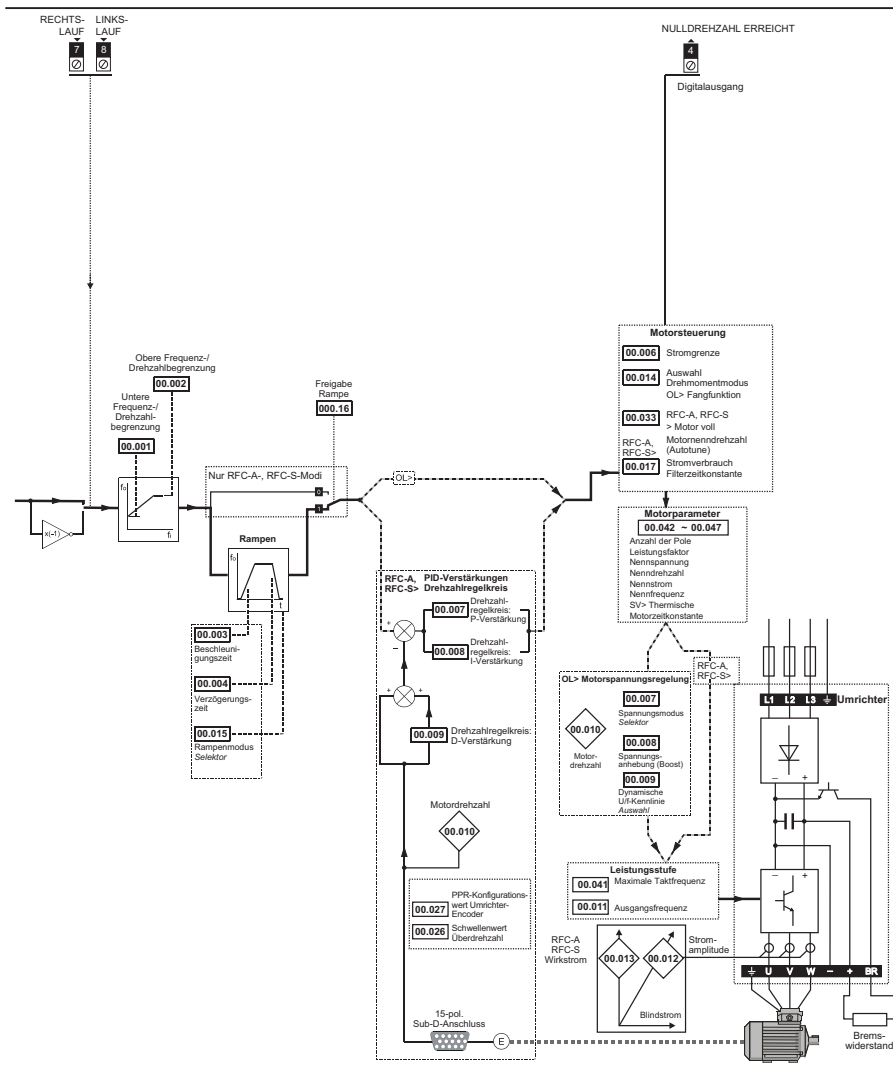 RECHTS-
LAUF
LINKS-
LAUF
7
8
NULLDREHZAHL ERREICHT
4
Digitalausgang
Obere Frequenz-/
Drehzahlbegrenzung
00.002
Untere
Frequenz-/
Drehzahl-
begrenzung
00.001
Freigabe
Rampe
000.16
Nur RFC-A-, RFC-S-Modi
0
1
OL>
x(-1)
fo
fi
Rampen
fo
t
00.003
Beschleuni-
gungszeit
00.004
Verzögerungs-
zeit
00.015
Rampenmodus
Selektor
RFC-A,
RFC-S>
PID-Verstärkungen
Drehzahlregelkreis
00.007
Drehzahl-
regelkreis:
P-Verstärkung
00.008
Drehzahl-
regelkreis:
I-Verstärkung
+
–
+
+
00.009
Drehzahlregelkreis:
D-Verstärkung
Motordrehzahl
00.010
00.027
PPR-Konfigurations-
wert Umrichter-
Encoder
00.026
Schwellenwert
Überdrehzahl
15-pol.
Sub-D-Anschluss
E
Motorsteuerung
00.006 Stromgrenze
00.014
Auswahl
Drehmomentmodus
OL> Fangfunktion
00.033
RFC-A, RFC-S
> Motor voll
RFC-A,
RFC-S>
Motornenndrehzahl
(Autotune)
00.017
Stromverbrauch
Filterzeitkonstante
Motorparameter
00.042 ~ 00.047
Anzahl der Pole
Leistungsfaktor
Nennspannung
Nenndrehzahl
Nennstrom
Nennfrequenz
SV> Thermische
Motorzeitkonstante
RFC-A,
RFC-S>
OL> Motorspannungsregelung
00.007
Spannungsmodus
Selektor
00.010
Motor-
drehzahl
00.008
Spannungs-
anhebung (Boost)
00.009
Dynamische
U/f-Kennlinie
Auswahl
Leistungsstufe
00.041 Maximale Taktfrequenz
00.011 Ausgangsfrequenz
RFC-A
RFC-S
Wirkstrom
00.013
00.012
Strom-
amplitude
Blindstrom
L1 L2 L3
Umrichter
– +
– +
U V W – + BR
Brems-
widerstand